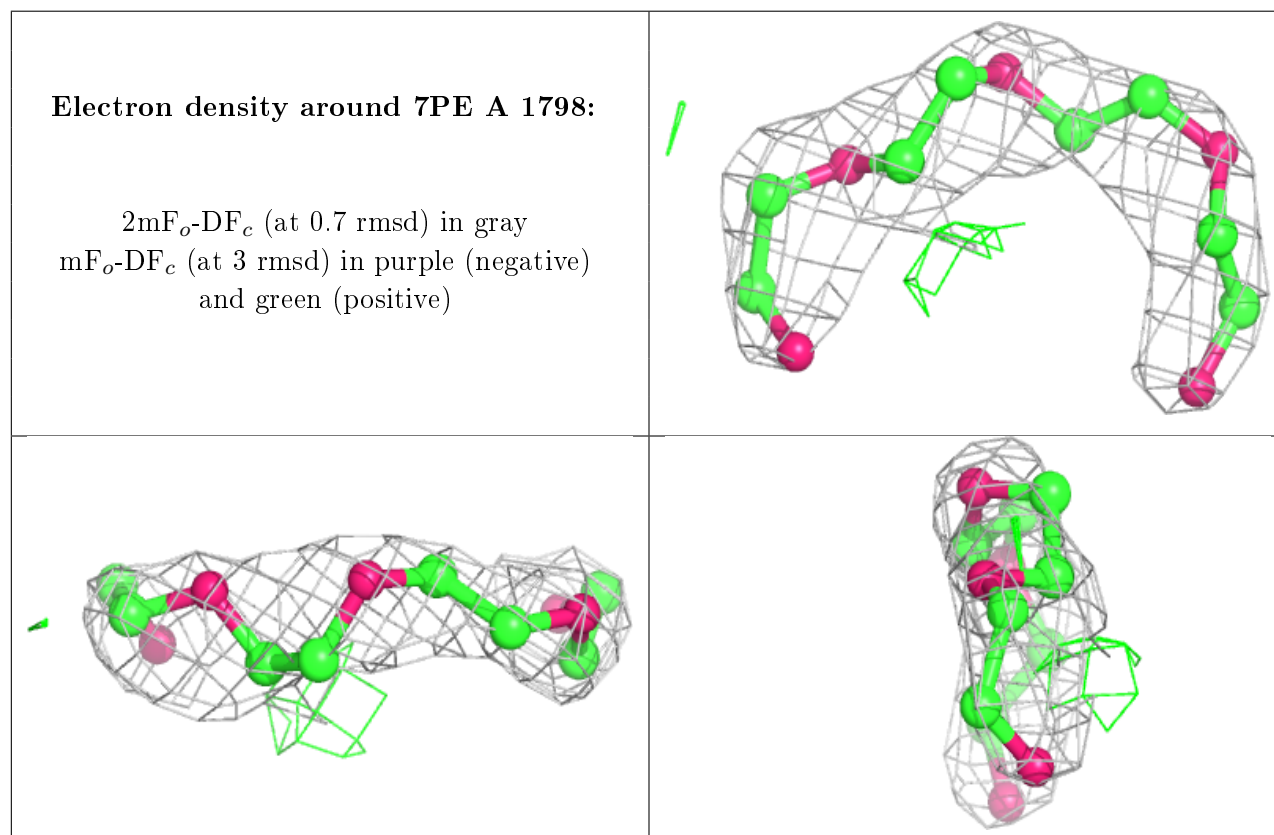 Electron density around 7PE A 1798:
2mFₒ-DF𝒸 (at 0.7 rmsd) in gray
mFₒ-DF𝒸 (at 3 rmsd) in purple (negative)
and green (positive)